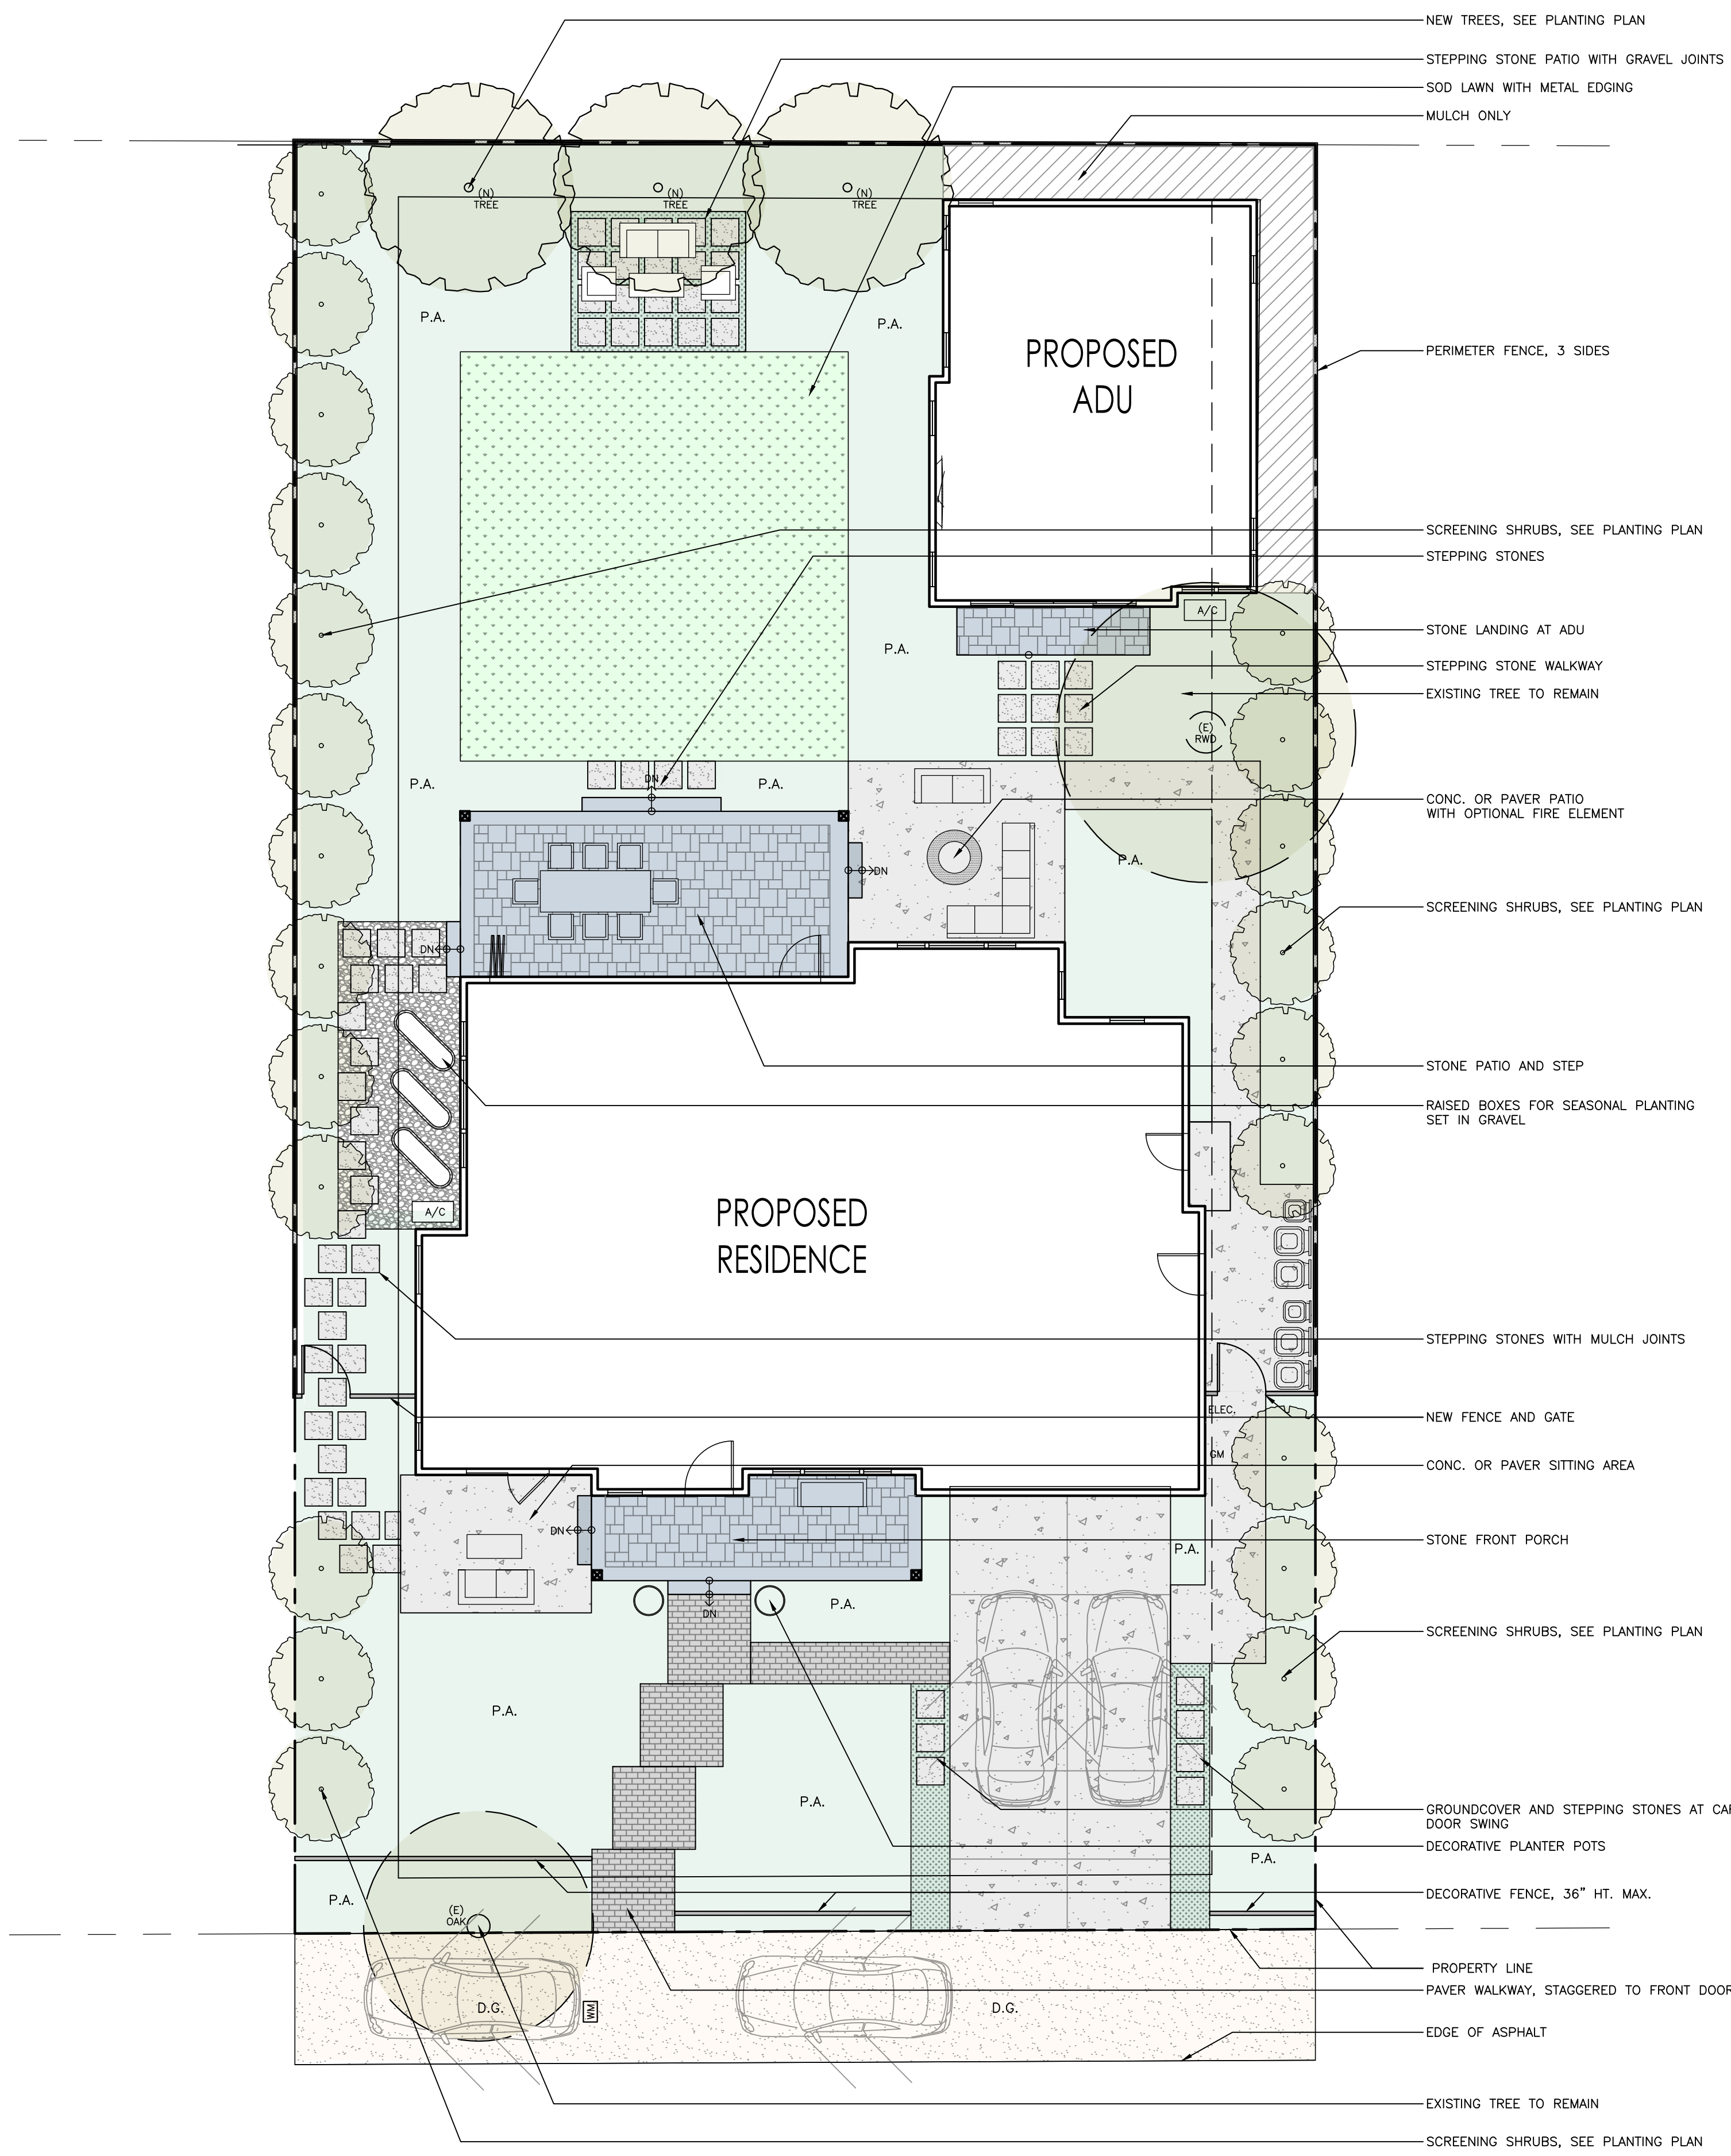 NEW TREES, SEE PLANTING PLAN
STEPPING STONE PATIO WITH GRAVEL JOINTS
SOD LAWN WITH METAL EDGING
MULCH ONLY
(N)
TREE
(N)
TREE
(N)
TREE
P.A.
P.A.
PROPOSED
ADU
PERIMETER FENCE, 3 SIDES
SCREENING SHRUBS, SEE PLANTING PLAN
STEPPING STONES
A/C
STONE LANDING AT ADU
P.A.
STEPPING STONE WALKWAY
EXISTING TREE TO REMAIN
(E)
RWD
P.A.
DN
P.A.
CONC. OR PAVER PATIO
WITH OPTIONAL FIRE ELEMENT
P.A.
DN
SCREENING SHRUBS, SEE PLANTING PLAN
DN
STONE PATIO AND STEP
RAISED BOXES FOR SEASONAL PLANTING
SET IN GRAVEL
A/C
PROPOSED
RESIDENCE
STEPPING STONES WITH MULCH JOINTS
ELEC.
NEW FENCE AND GATE
GM
CONC. OR PAVER SITTING AREA
DN
STONE FRONT PORCH
P.A.
DN
P.A.
SCREENING SHRUBS, SEE PLANTING PLAN
P.A.
P.A.
GROUNDCOVER AND STEPPING STONES AT CAR
DOOR SWING
DECORATIVE PLANTER POTS
P.A.
P.A.
DECORATIVE FENCE, 36" HT. MAX.
(E)
OAK
PROPERTY LINE
PAVER WALKWAY, STAGGERED TO FRONT DOOR
D.G.
WM
D.G.
EDGE OF ASPHALT
EXISTING TREE TO REMAIN
SCREENING SHRUBS, SEE PLANTING PLAN